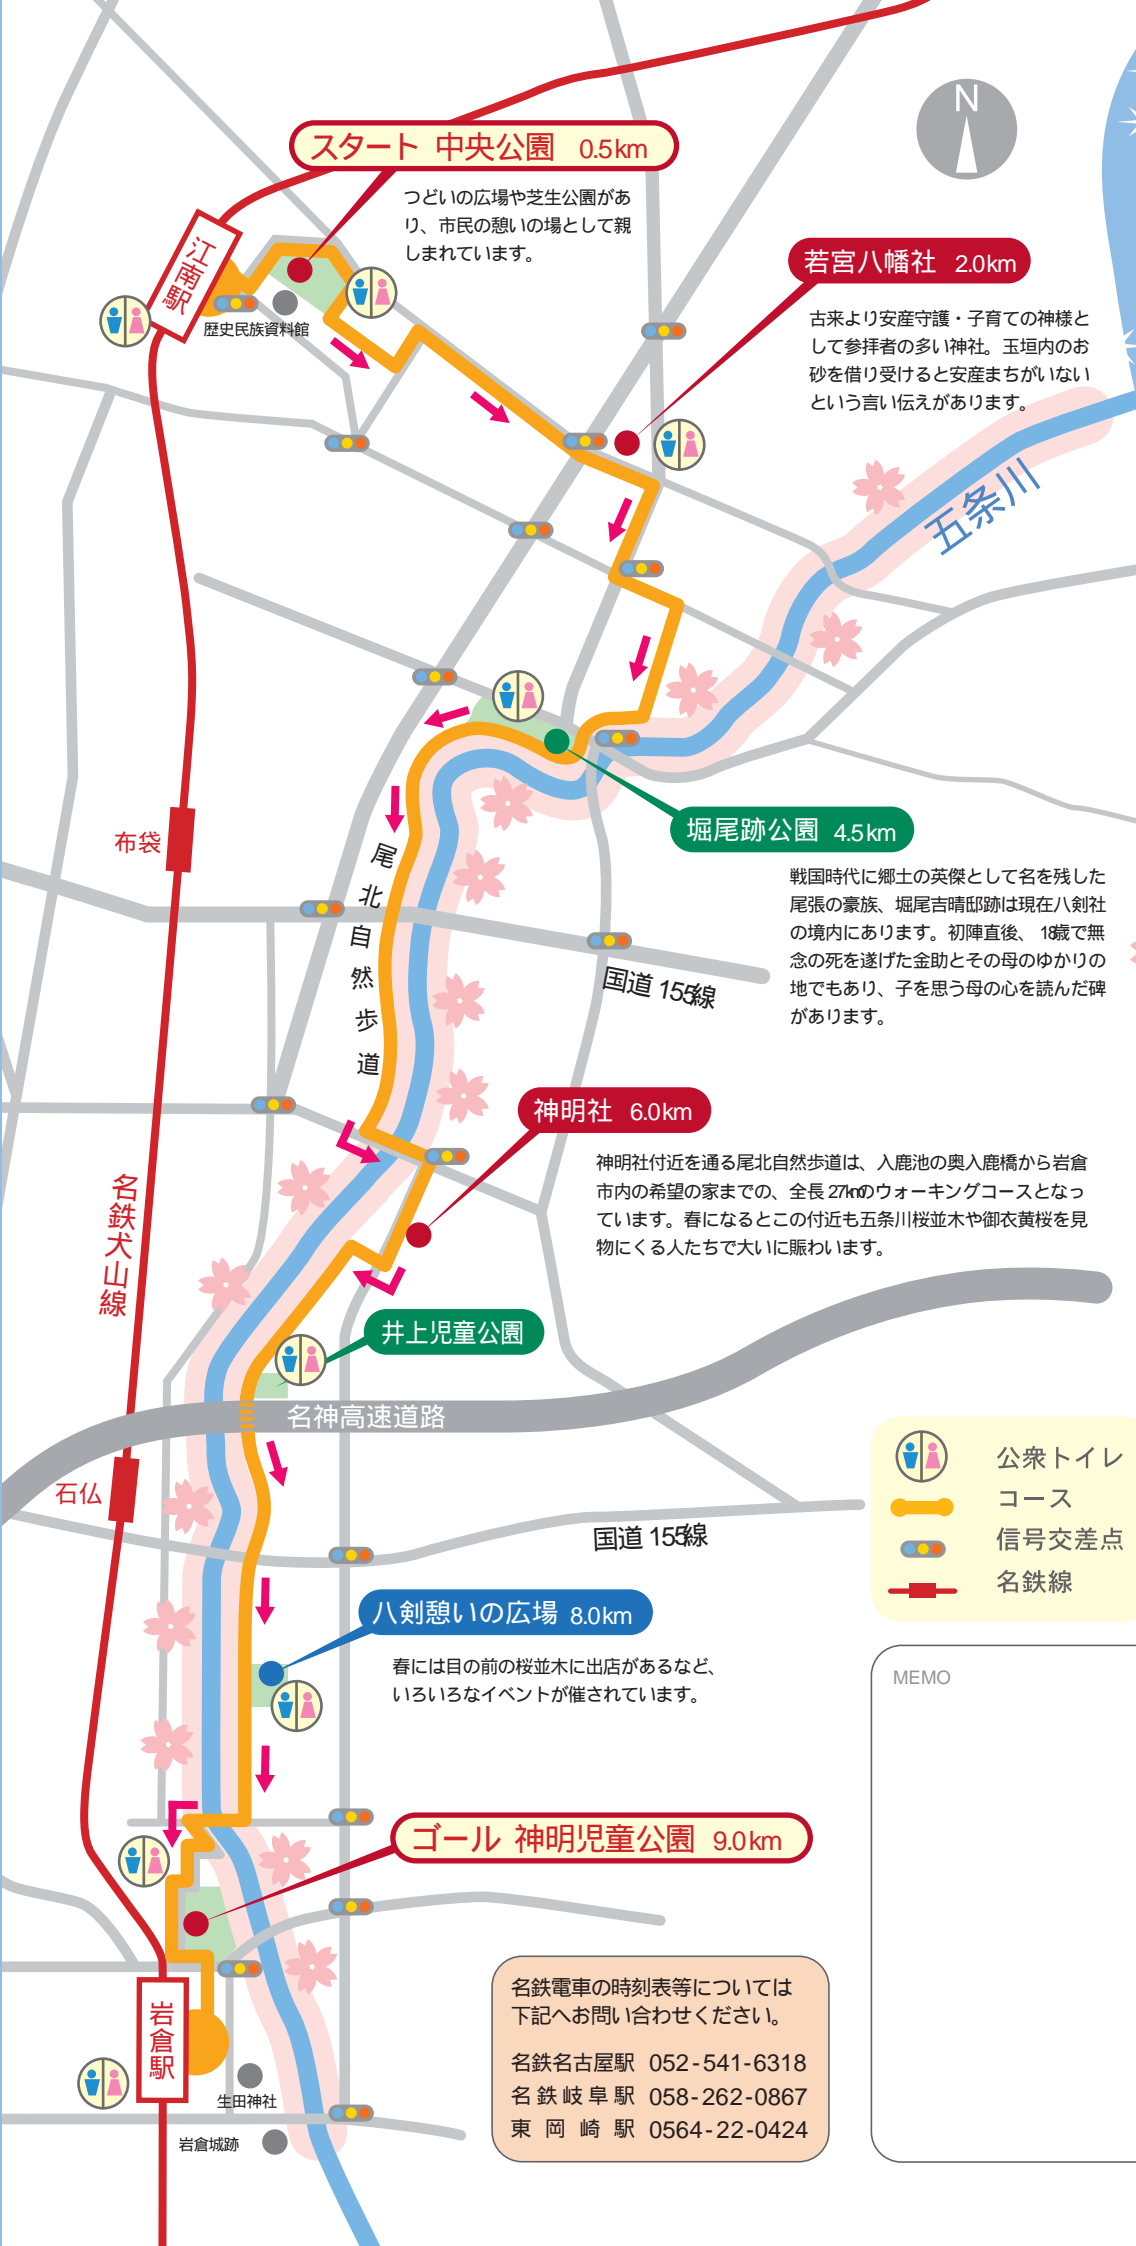 スタート 中央公園 0.5km
つどいの広場や芝生公園があ
り、市民の憩いの場として親
しまれています。
N
江南駅
歴史民族資料館
若宮八幡社 2.0km
古来より安産守護・子育ての神様と
して参拝者の多い神社。玉垣内のお
砂を借り受けると安産まちがいない
という言い伝えがあります。
五条川
布袋
堀尾跡公園 4.5km
戦国時代に郷土の英傑として名を残した
尾張の豪族、堀尾吉晴邸跡は現在八剣社
の境内にあります。初陣直後、18歳で無
念の死を遂げた金助とその母のゆかりの
地でもあり、子を思う母の心を読んだ碑
があります。
尾北自然歩道
国道155線
神明社 6.0km
神明社付近を通る尾北自然歩道は、入鹿池の奥入鹿橋から岩倉
市内の希望の家までの、全長27kmのウォーキングコースとなっ
ています。春になるとこの付近も五条川桜並木や御衣黄桜を見
物にくる人たちで大いに賑わいます。
名鉄犬山線
井上児童公園
名神高速道路
石仏
国道155線
公衆トイレ
コース
信号交差点
名鉄線
八剣憩いの広場 8.0km
春には目の前の桜並木に出店があるなど、
いろいろなイベントが催されています。
MEMO
ゴール 神明児童公園 9.0km
岩倉駅
生田神社
岩倉城跡
名鉄電車の時刻表等については
下記へお問い合わせください。
名鉄名古屋駅 052-541-6318
名鉄岐阜駅 058-262-0867
東岡崎駅 0564-22-0424